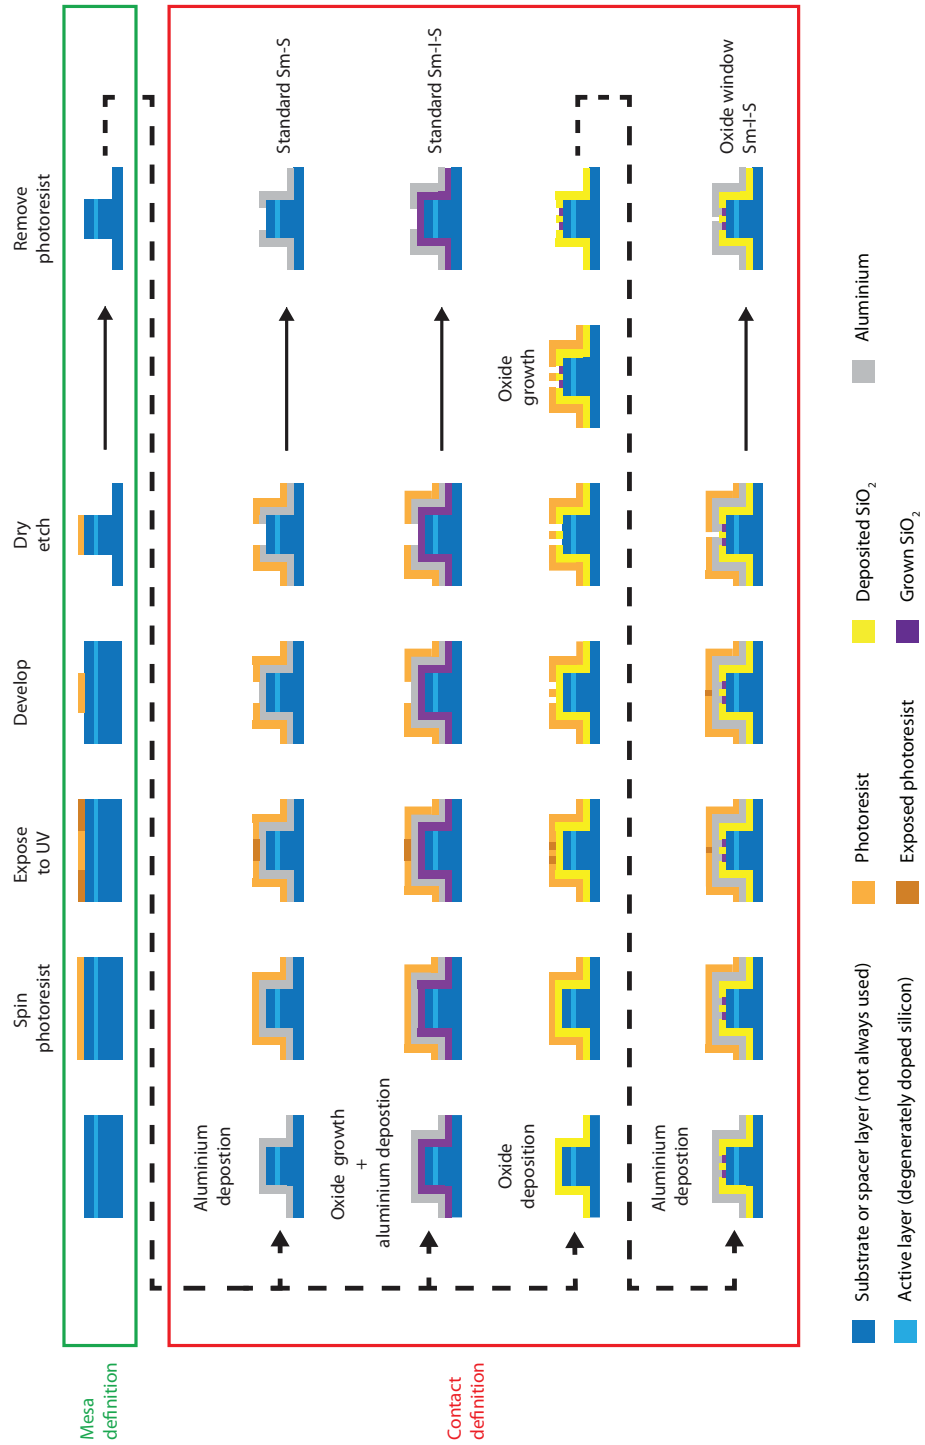 Mesa
definition
Spin
photoresist
Expose
to UV
Develop
Dry
etch
Remove
photoresist
Contact
definition
Aluminium
depostion
Standard Sm-S
Oxide growth
+
aluminium depostion
Standard Sm-I-S
Oxide
deposition
Oxide
growth
Aluminium
depostion
Oxide window
Sm-I-S
Substrate or spacer layer (not always used)
Active layer (degenerately doped silicon)
Photoresist
Exposed photoresist
Deposited SiO2
Grown SiO2
Aluminium